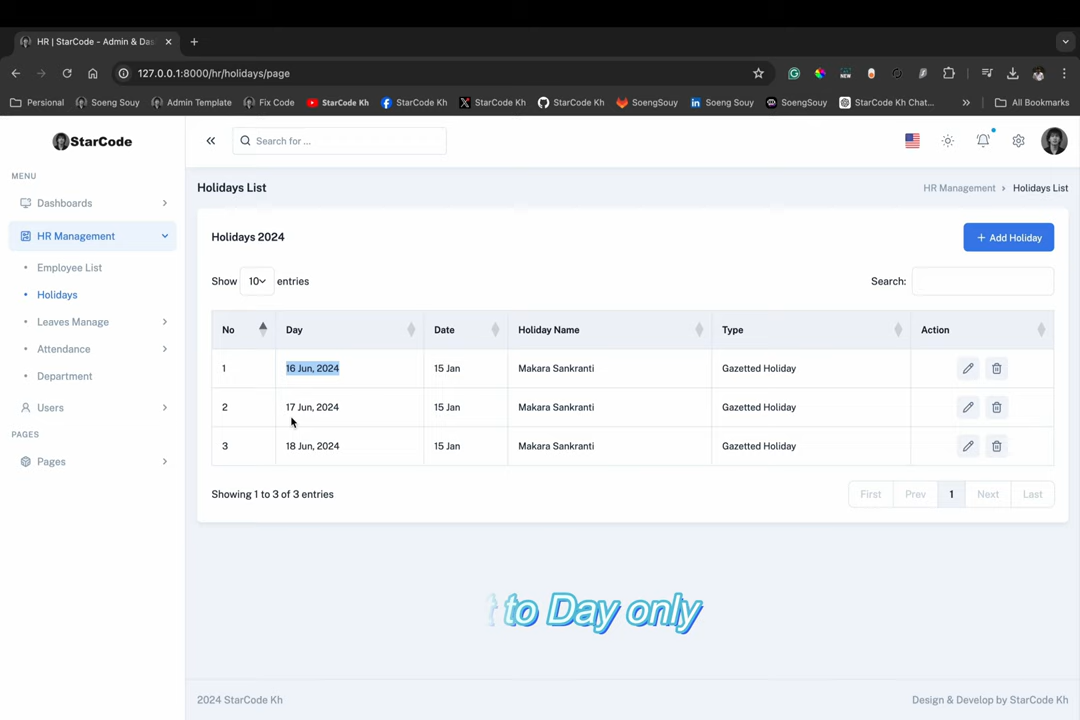 HR | StarCode - Admin & Das
127.0.0.1:8000/hr/holidays/page
Personal
Soeng Souy
Admin Template
Fix Code
StarCode Kh
StarCode Kh
StarCode Kh
StarCode Kh
SoengSouy
Soeng Souy
SoengSouy
StarCode Kh Chat...
All Bookmarks
StarCode
Search for ...
MENU
Dashboards
HR Management
Employee List
Holidays
Leaves Manage
Attendance
Department
Users
PAGES
Pages
Holidays List
HR Management
Holidays List
Holidays 2024
+ Add Holiday
Show 10 entries
Search:
No Day Date Holiday Name Type Action
1 16 Jun, 2024 15 Jan Makara Sankranti Gazetted Holiday
2 17 Jun, 2024 15 Jan Makara Sankranti Gazetted Holiday
3 18 Jun, 2024 15 Jan Makara Sankranti Gazetted Holiday
Showing 1 to 3 of 3 entries
First Prev 1 Next Last
to Day only
2024 StarCode Kh
Design & Develop by StarCode Kh